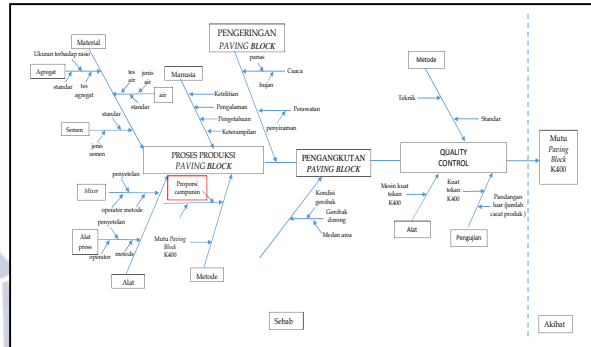 Material
PENGERINGAN
PAVING BLOCK
Ukuran terhadap rasio
Agregat
standar
tes
agregat
tes
air
jenis
air
standar
air
Manusia
Ketelitian
Pengalaman
Pengetahuan
Keterampilan
panas
Cuaca
hujan
Perawatan
penyiraman
Metode
Teknik
Standar
standar
Semen
jenis
semen
PROSES PRODUKSI
PAVING BLOCK
PENGANGKUTAN
PAVING BLOCK
QUALITY
CONTROL
Mutu
Paving
Block
K400
penyetelan
Mixer
operator
metode
Proporsi
campuran
penyetelan
Alat
press
operator
metode
Alat
Mutu Paving
Block
K400
Metode
Kondisi
gerobak
Gerobak
dorong
Medan area
Mesin kuat
tekan
K400
Alat
Kuat
tekan
K400
Pandangan
luar (jumlah
cacat produk )
Pengujian
Sebab
Akibat